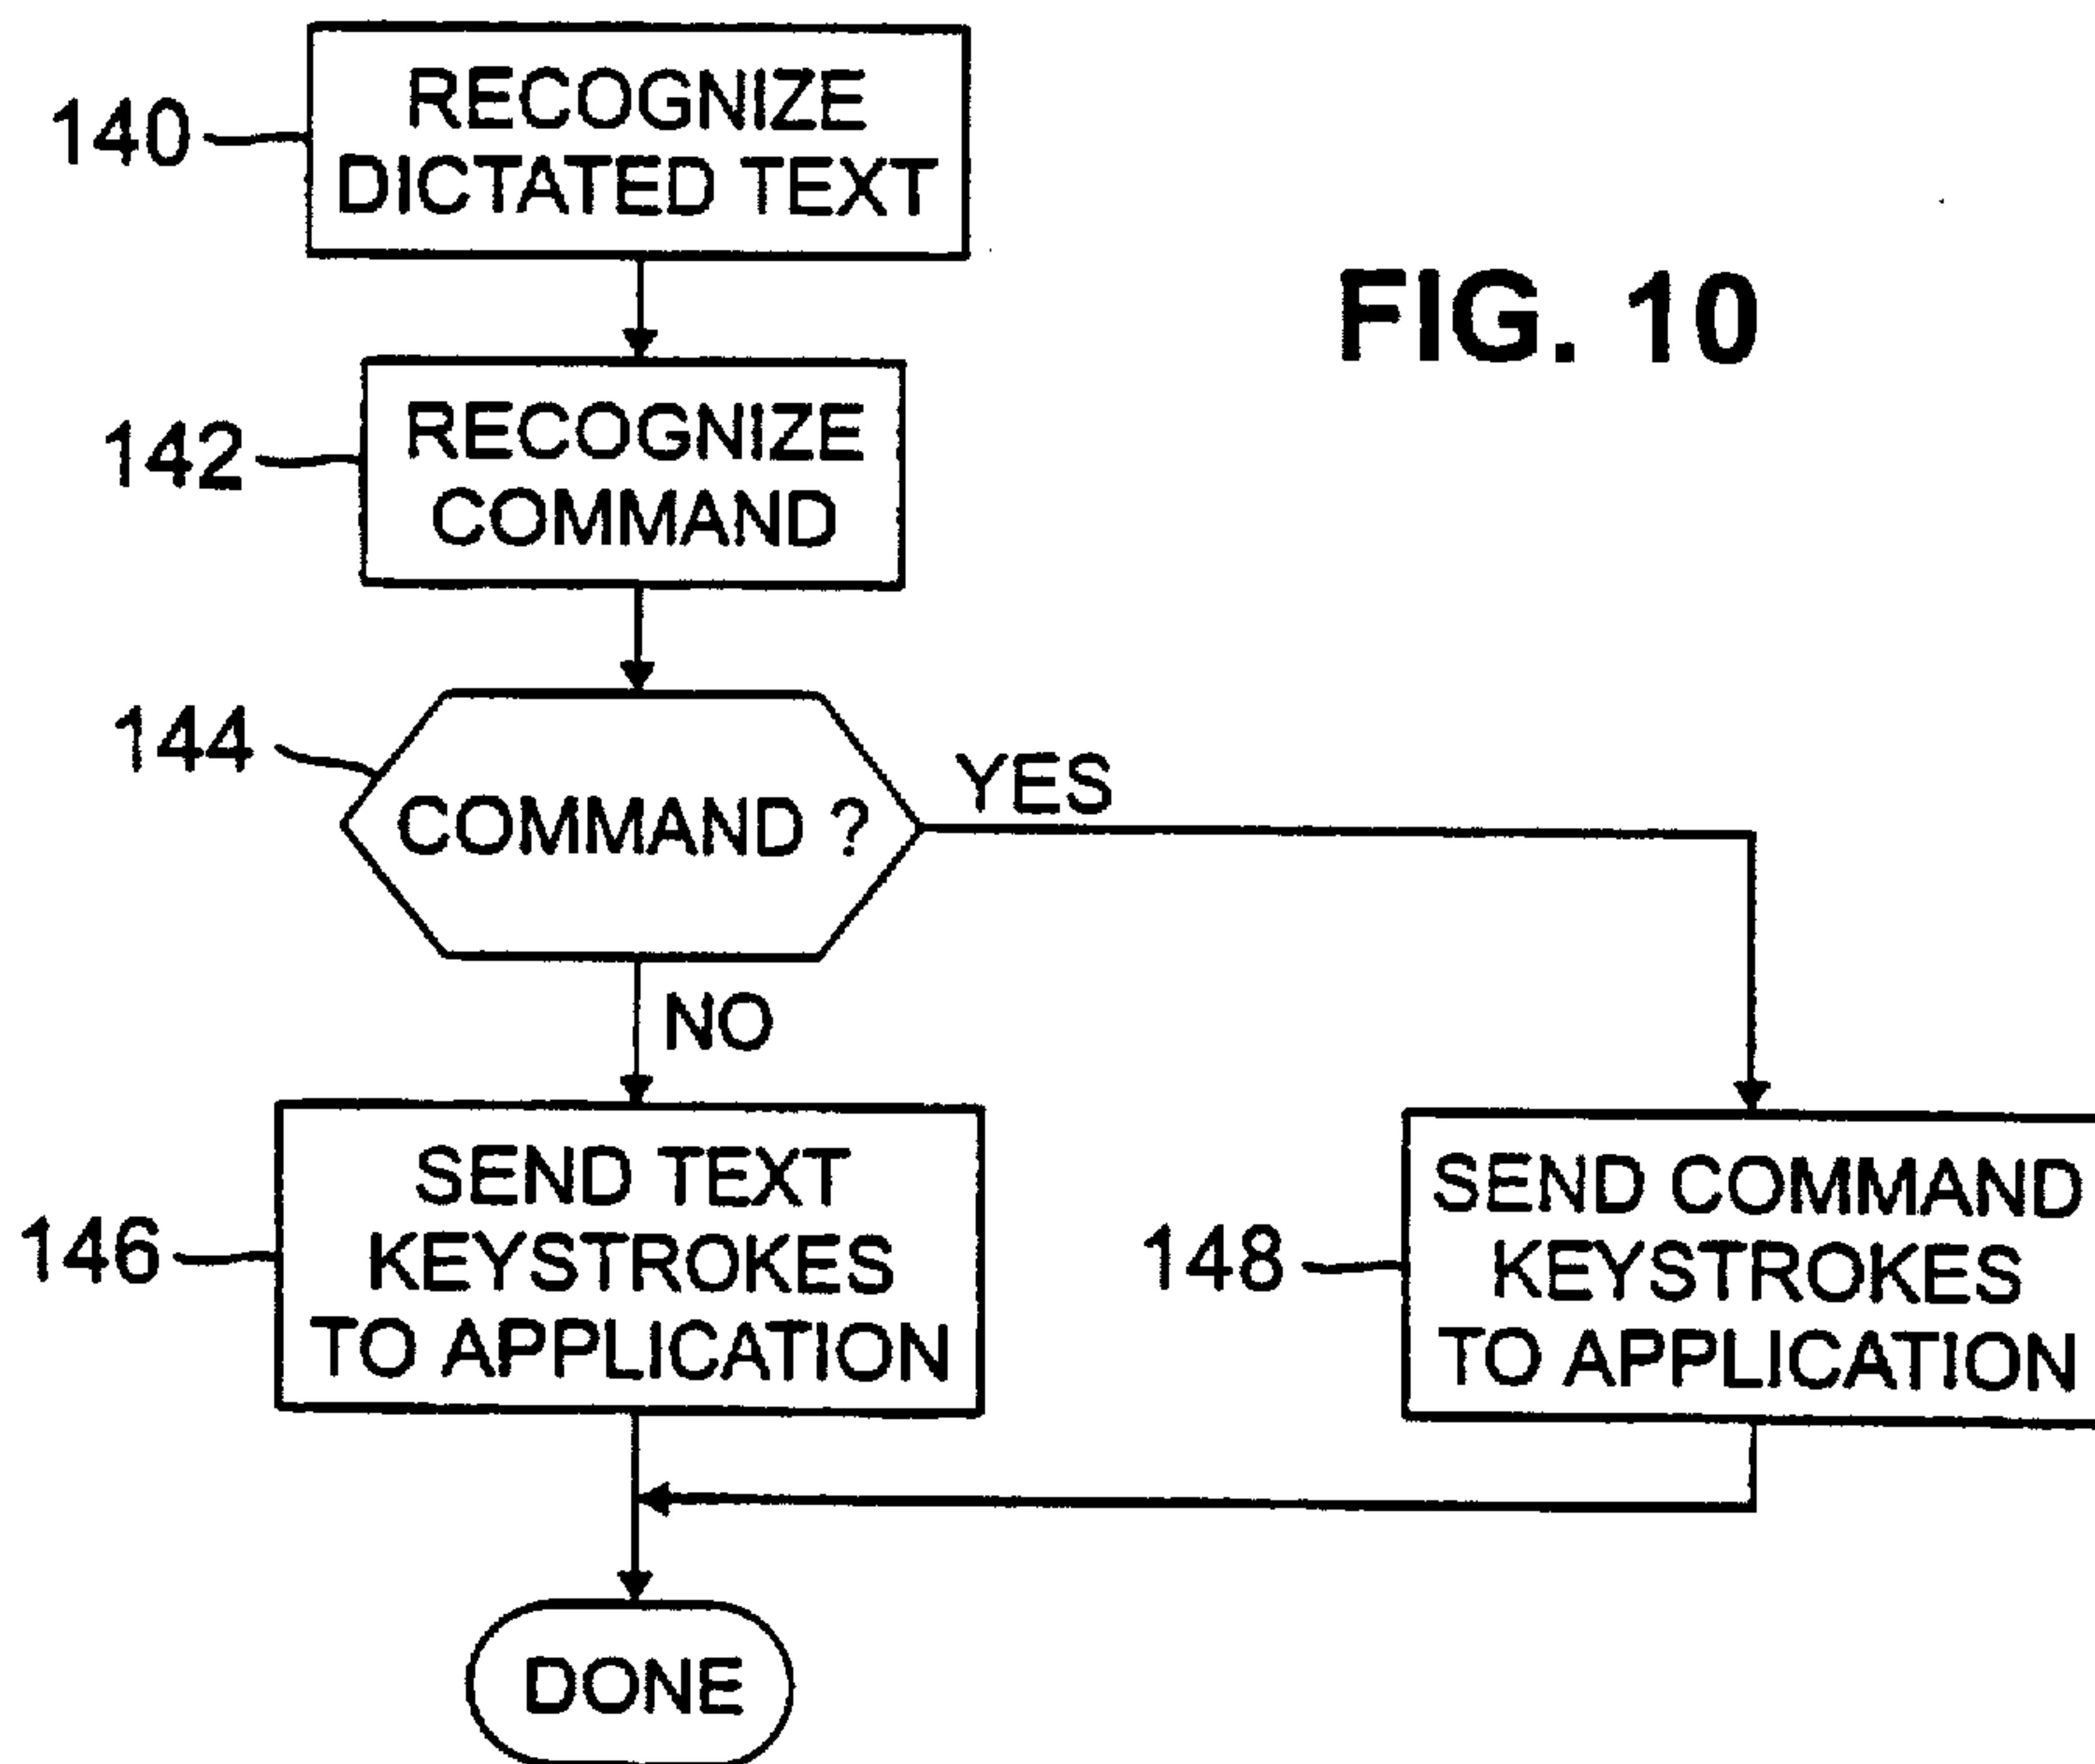 140
RECOGNIZE
DICTATED TEXT
FIG. 10
142
RECOGNIZE
COMMAND
144
COMMAND ?
YES
NO
146
SEND TEXT
KEYSTROKES
TO APPLICATION
148
SEND COMMAND
KEYSTROKES
TO APPLICATION
DONE